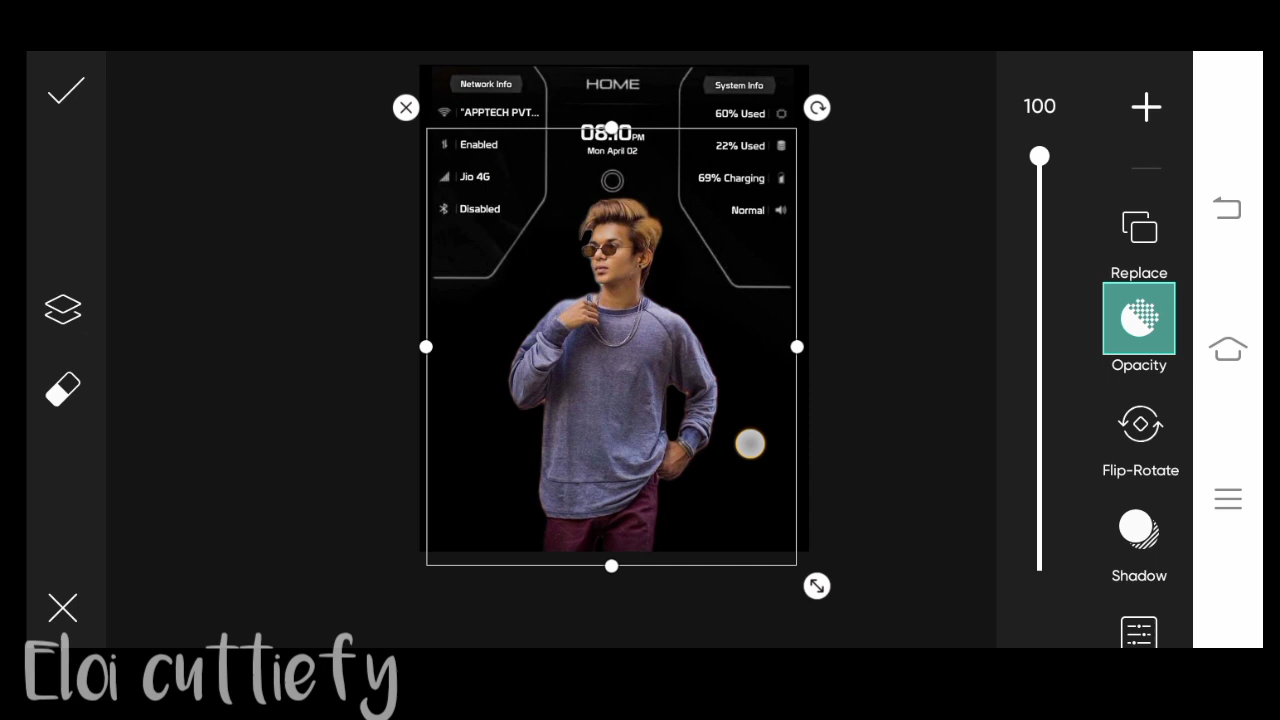 Network Info
HOME
System Info
"APPTECH PVT...
60% Used
08:10PM
Enabled
Mon April 02
22% Used
Jio 4G
69% Charging
Disabled
Normal
100
Replace
Opacity
Flip-Rotate
Shadow
Eloi cuttiefy